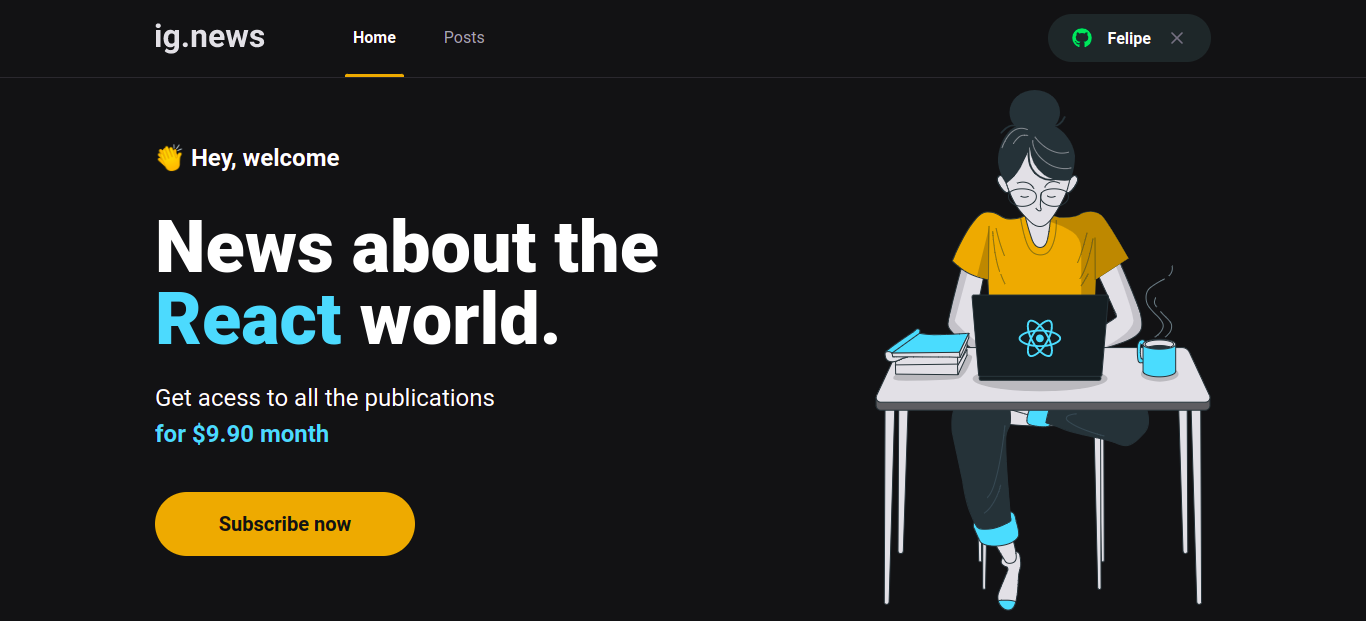 ig.news
Home
Posts
Felipe
👏 Hey, welcome
News about the
React world.
Get acess to all the publications
for $9.90 month
Subscribe now